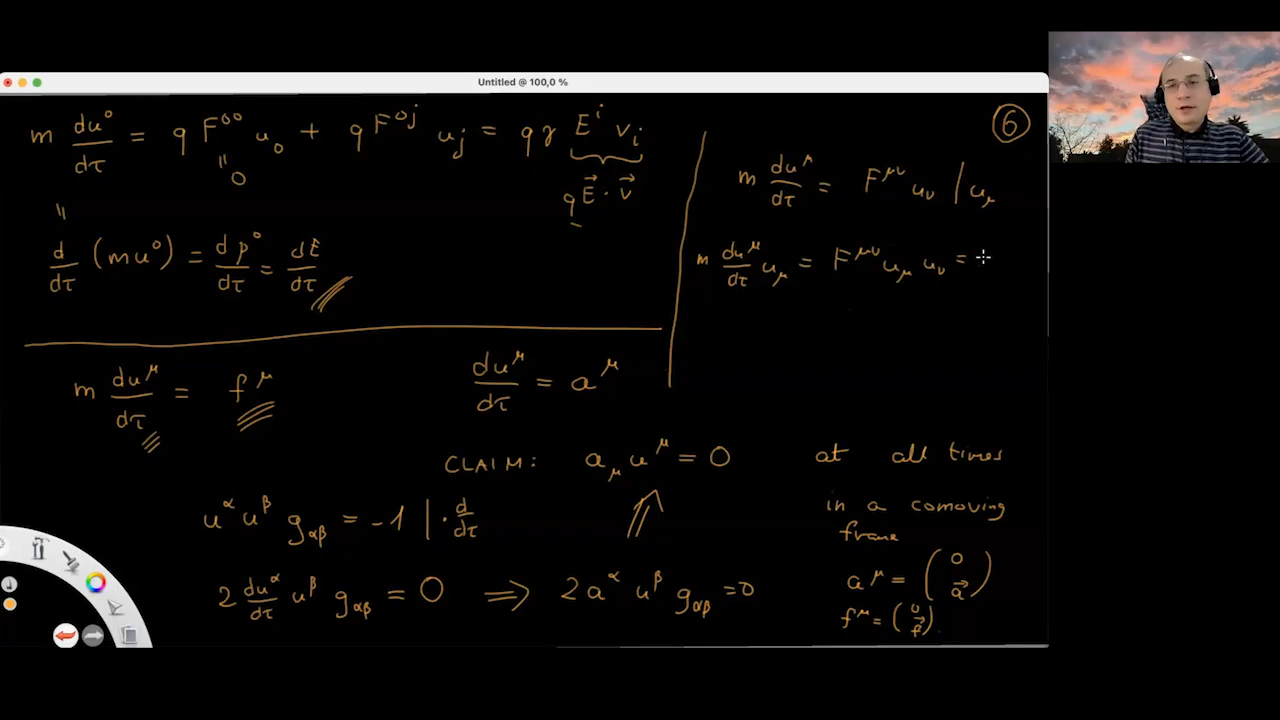 Untitled @ 100,0 %
m du⁰/dτ = q F⁰⁰ u₀ + q F⁰ʲ uⱼ = qγ Eⁱ vᵢ
" 0
q E⃗ · v⃗
"
d/dτ (mu⁰) = dp⁰/dτ = dE/dτ
6
m du^μ/dτ = F^μν u_ν | u_μ
m du^μ/dτ u_μ = F^μν u_μ u_ν =
m du^μ/dτ = f^μ
du^μ/dτ = a^μ
CLAIM: a_μ u^μ = 0 at all times
u^α u^β g_αβ = -1 | · d/dτ
in a comoving
frame
2 du^α/dτ u^β g_αβ = 0 ⇒ 2a^α u^β g_αβ = 0
a^μ = (0 a⃗)
f^μ = (0 f⃗)